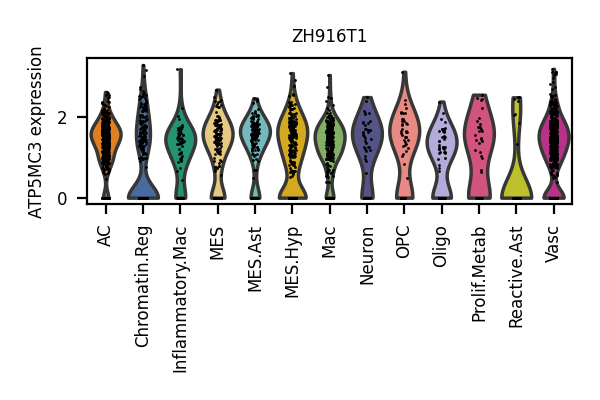 ZH916T1
ATP5MC3 expression
2
0
AC
Chromatin.Reg
Inflammatory.Mac
MES
MES.Ast
MES.Hyp
Mac
Neuron
OPC
Oligo
Prolif.Metab
Reactive.Ast
Vasc